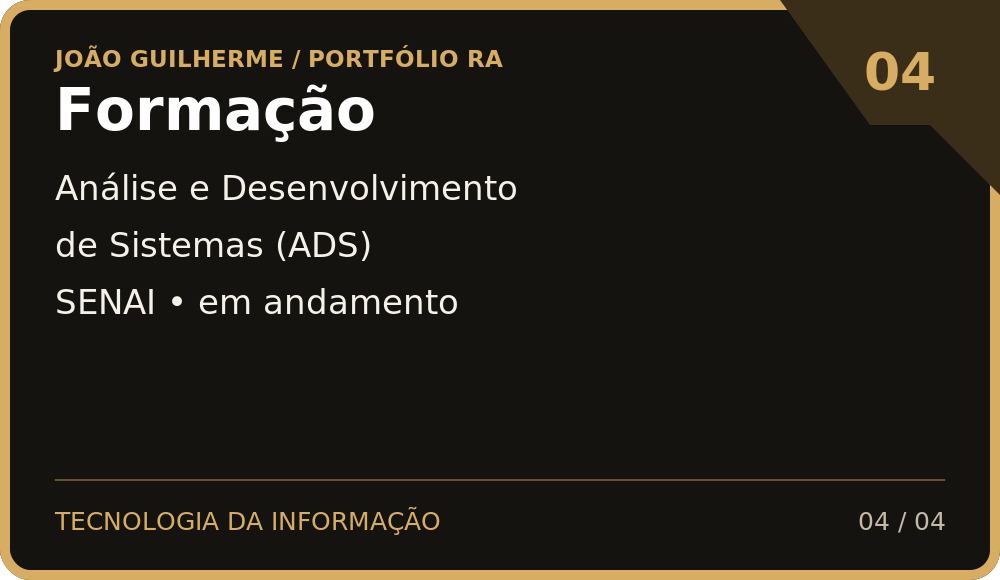 JOÃO GUILHERME / PORTFÓLIO RA
04
Formação
Análise e Desenvolvimento
de Sistemas (ADS)
SENAI • em andamento
TECNOLOGIA DA INFORMAÇÃO
04 / 04